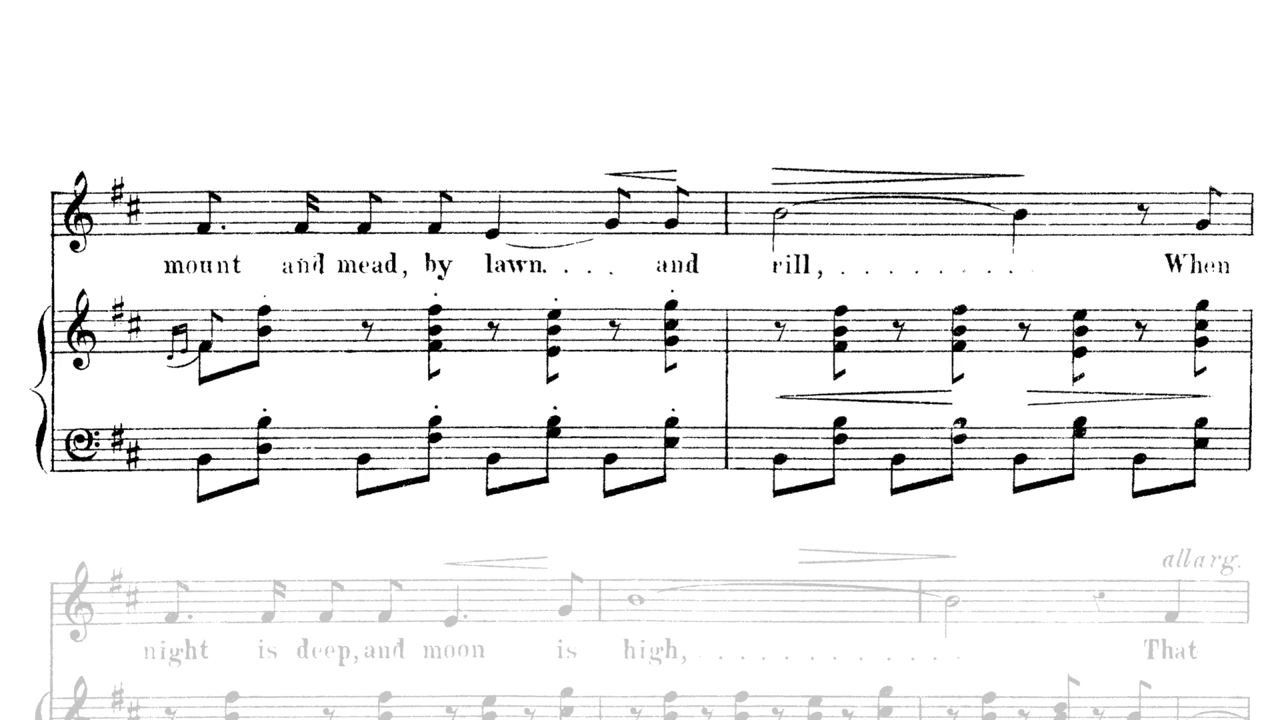 mount and mead, by lawn. . . . and rill, . . . . . . . . . When
allarg.
night is deep, and moon is high, . . . . . . . . . . . . That